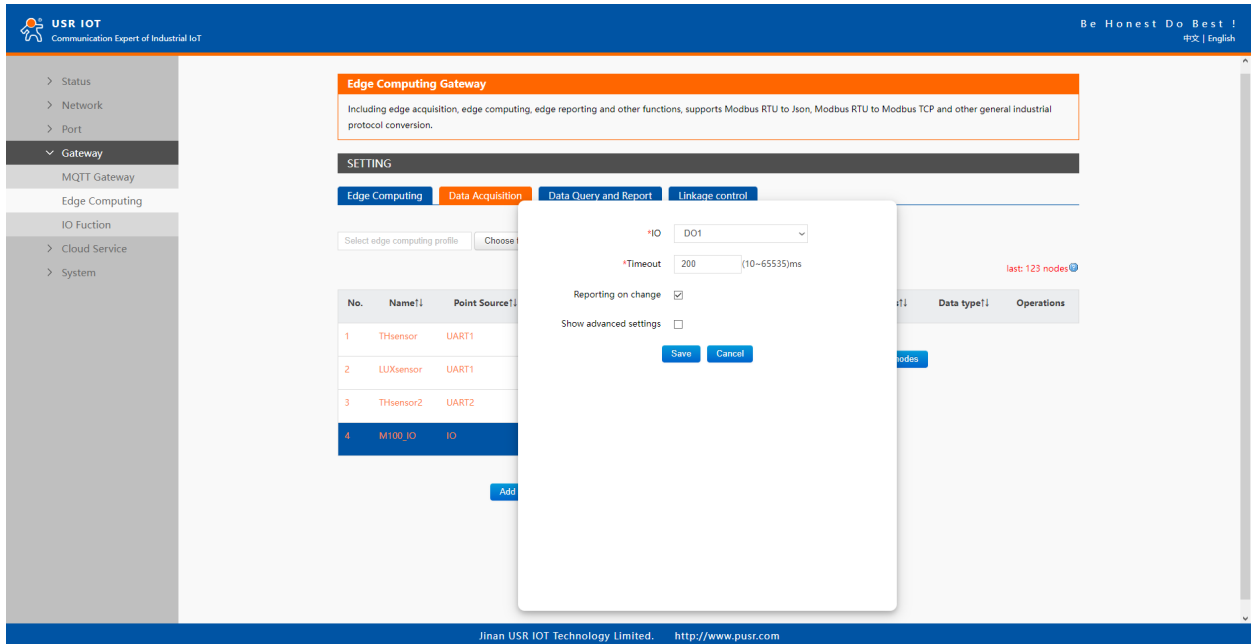 USR IOT
Communication Expert of Industrial IoT
Be Honest Do Best !
中文 | English
Status
Network
Port
Gateway
MQTT Gateway
Edge Computing
IO Fuction
Cloud Service
System
Edge Computing Gateway
Including edge acquisition, edge computing, edge reporting and other functions, supports Modbus RTU to Json, Modbus RTU to Modbus TCP and other general industrial
protocol conversion.
SETTING
Edge Computing Data Acquisition Data Query and Report Linkage control
Select edge computing profile Choose
last: 123 nodes
No. Name↑↓ Point Source↑↓ Data type↑↓ Operations
1 THsensor UART1
2 LUXsensor UART1
3 THsensor2 UART2
4 M100_IO IO
Add
nodes
*IO DO1
*Timeout 200 (10~65535)ms
Reporting on change
Show advanced settings
Save Cancel
Jinan USR IOT Technology Limited. http://www.pusr.com